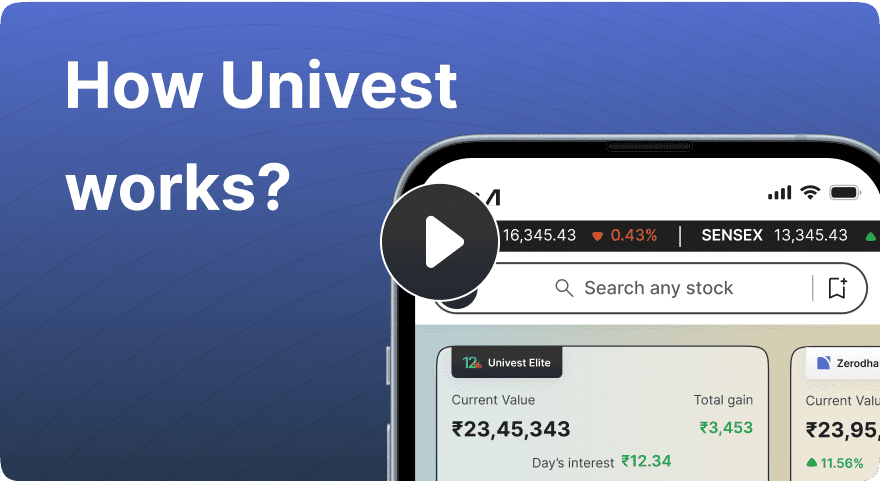 How Univest
works?
16,345.43 0.43% | SENSEX 13,345.43
Search any stock
12% Univest Elite
Current Value Total gain
₹23,45,343 ₹3,453
Day's interest ₹12.34
Zerodha
Current Valu
₹23,95,
11.56%